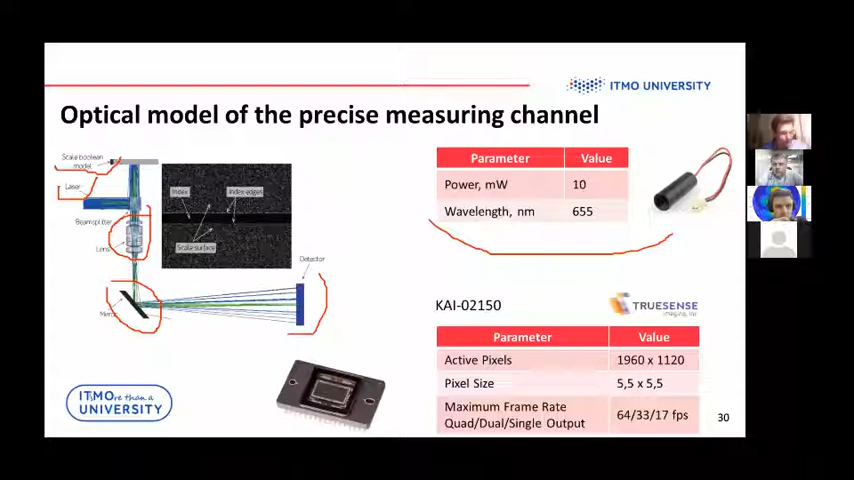 ITMO UNIVERSITY
Optical model of the precise measuring channel
Scale boolean
model
Laser
Beamsplitter
Lens
Index
Index edges
Scale surface
Detector
Parameter Value
Power, mW 10
Wavelength, nm 655
KAI-02150
TRUESENSE
imaging, inc
Parameter Value
Active Pixels 1960 x 1120
Pixel Size 5,5 x 5,5
Maximum Frame Rate
Quad/Dual/Single Output 64/33/17 fps
ITMOre than a
UNIVERSITY
30